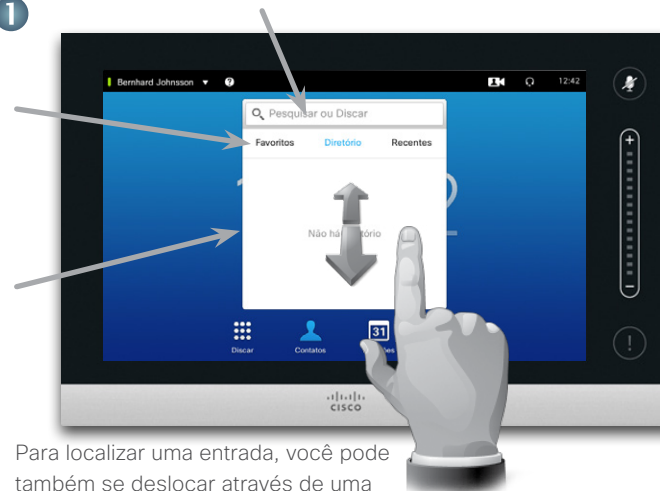 1
Bernhard Johnsson ▼ ? 12:42
Pesquisar ou Discar
Favoritos Diretório Recentes
Não há tório
+
-
!
31
Discar Contatos
CISCO
Para localizar uma entrada, você pode
também se deslocar através de uma